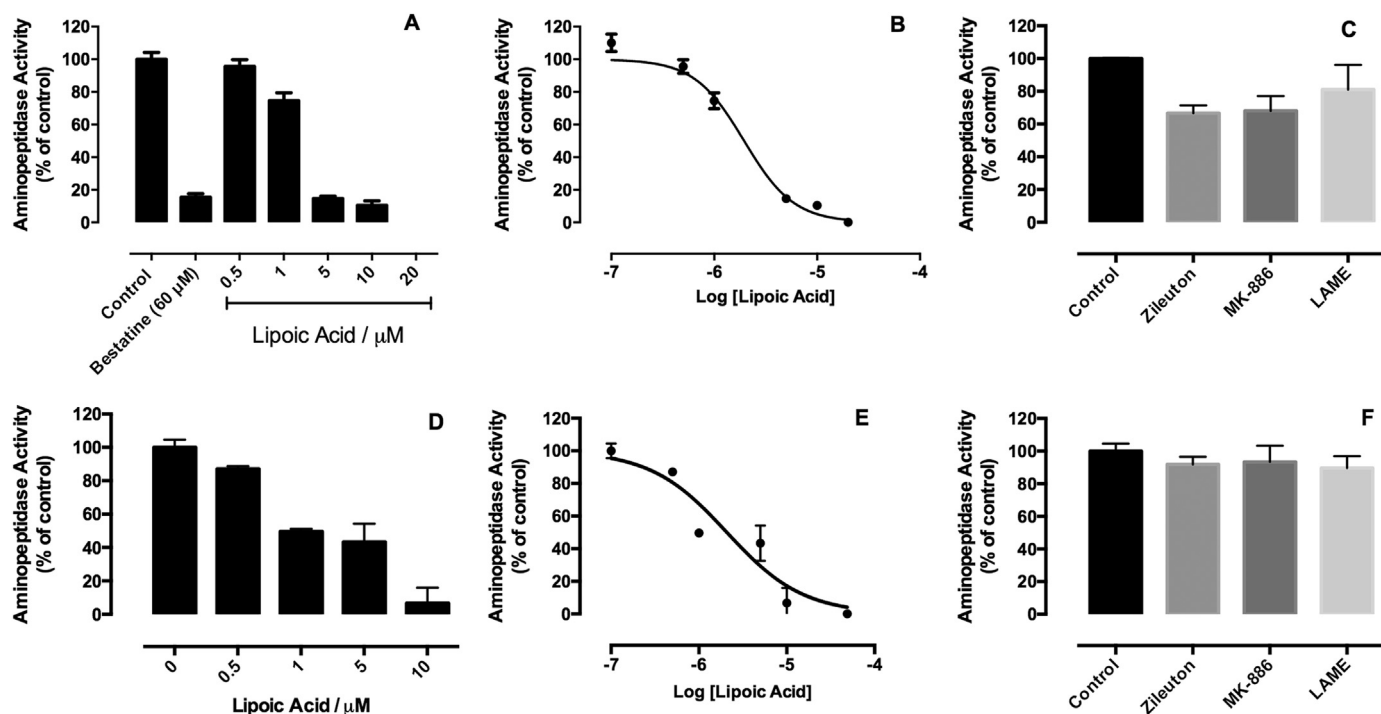 A
Aminopeptidase Activity
(% of control)
120
100
80
60
40
20
0
Control
Bestatine (60 µM)
0.5
1
5
10
20
Lipoic Acid / µM
B
Aminopeptidase Activity
(% of control)
120
100
80
60
40
20
0
-7
-6
-5
-4
Log [Lipoic Acid]
C
Aminopeptidase Activity
(% of control)
120
100
80
60
40
20
0
Control
Zileuton
MK-886
LAME
D
Aminopeptidase Activity
(% of control)
120
100
80
60
40
20
0
0
0.5
1
5
10
Lipoic Acid / µM
E
Aminopeptidase Activity
(% of control)
120
100
80
60
40
20
0
-7
-6
-5
-4
Log [Lipoic Acid]
F
Aminopeptidase Activity
(% of control)
120
100
80
60
40
20
0
Control
Zileuton
MK-886
LAME